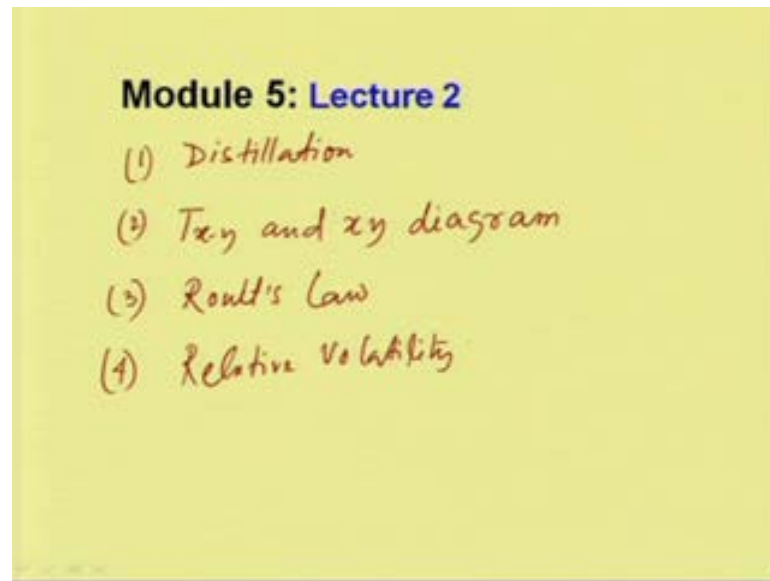 Module 5: Lecture 2
(1) Distillation
(2) Txy and xy diagram
(3) Roult's Law
(4) Relative Volatility